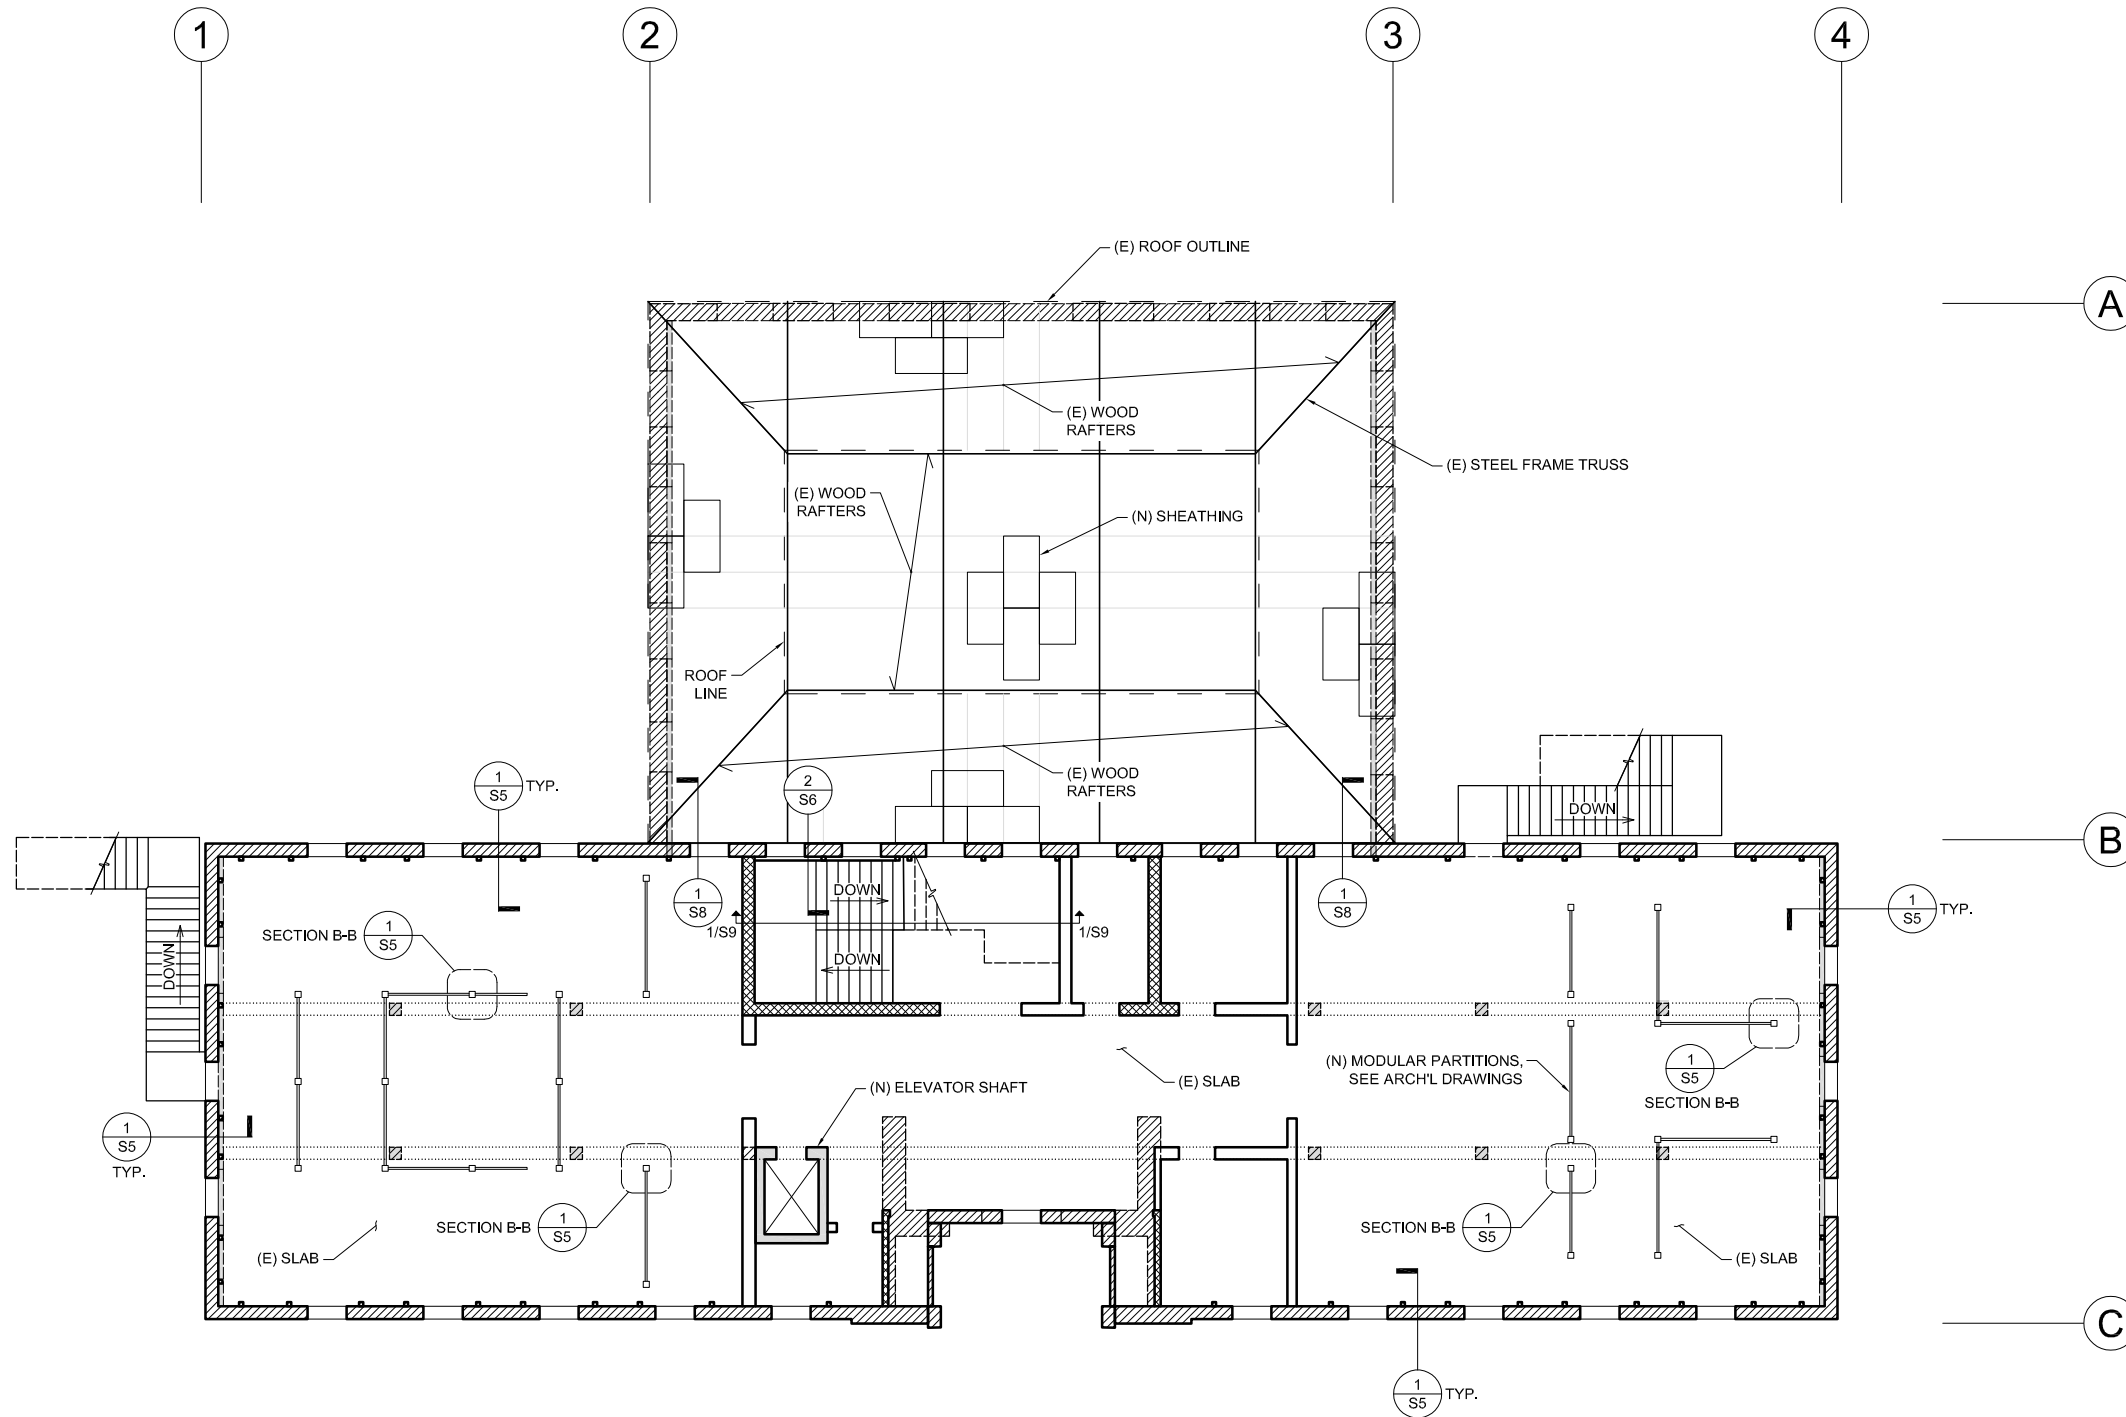 1
2
3
4
(E) ROOF OUTLINE
A
(E) WOOD
RAFTERS
(E) STEEL FRAME TRUSS
(E) WOOD
RAFTERS
(N) SHEATHING
ROOF
LINE
(E) WOOD
RAFTERS
1
S5
TYP.
2
S6
DOWN
B
DOWN
1
S8
1/S9
DOWN
DOWN
1/S9
1
S8
1
S5
TYP.
SECTION B-B
1
S5
(N) MODULAR PARTITIONS,
SEE ARCH'L DRAWINGS
1
S5
SECTION B-B
(N) ELEVATOR SHAFT
(E) SLAB
1
S5
TYP.
SECTION B-B
1
S5
SECTION B-B
1
S5
(E) SLAB
(E) SLAB
C
1
S5
TYP.